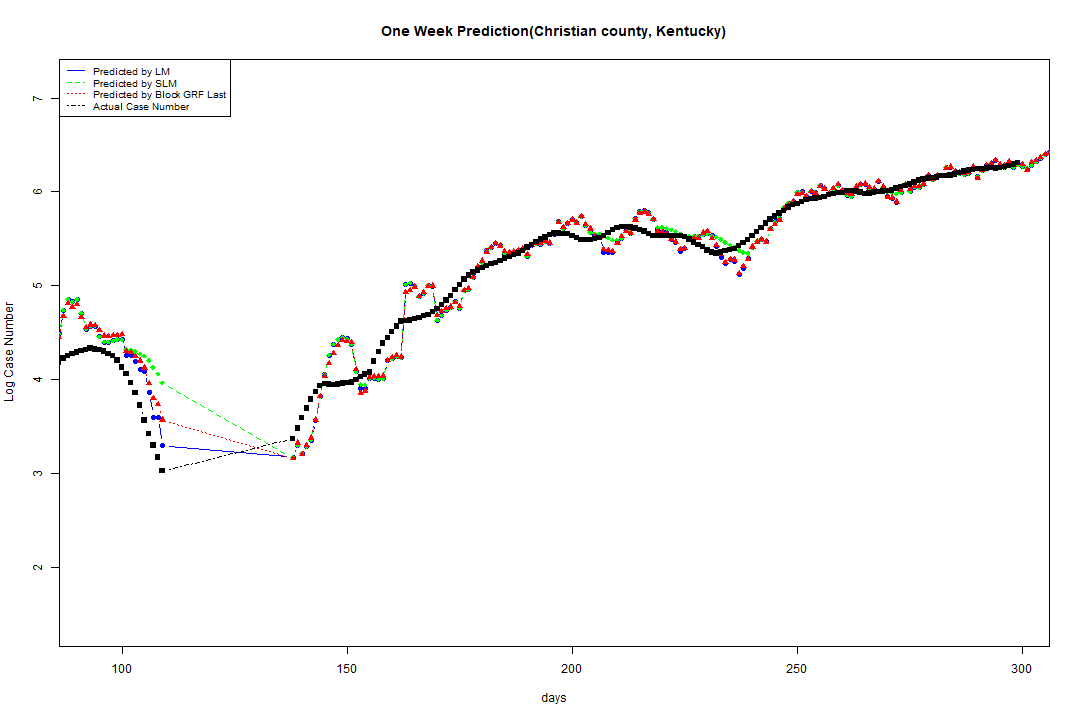 One Week Prediction(Christian county, Kentucky)
Predicted by LM
Predicted by SLM
Predicted by Block GRF Last
Actual Case Number
7
6
5
4
3
2
Log Case Number
100 150 200 250 300
days